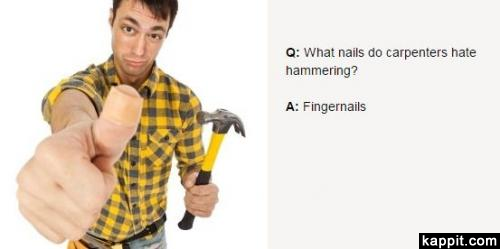 Q: What nails do carpenters hate
hammering?
A: Fingernails
kappit.com